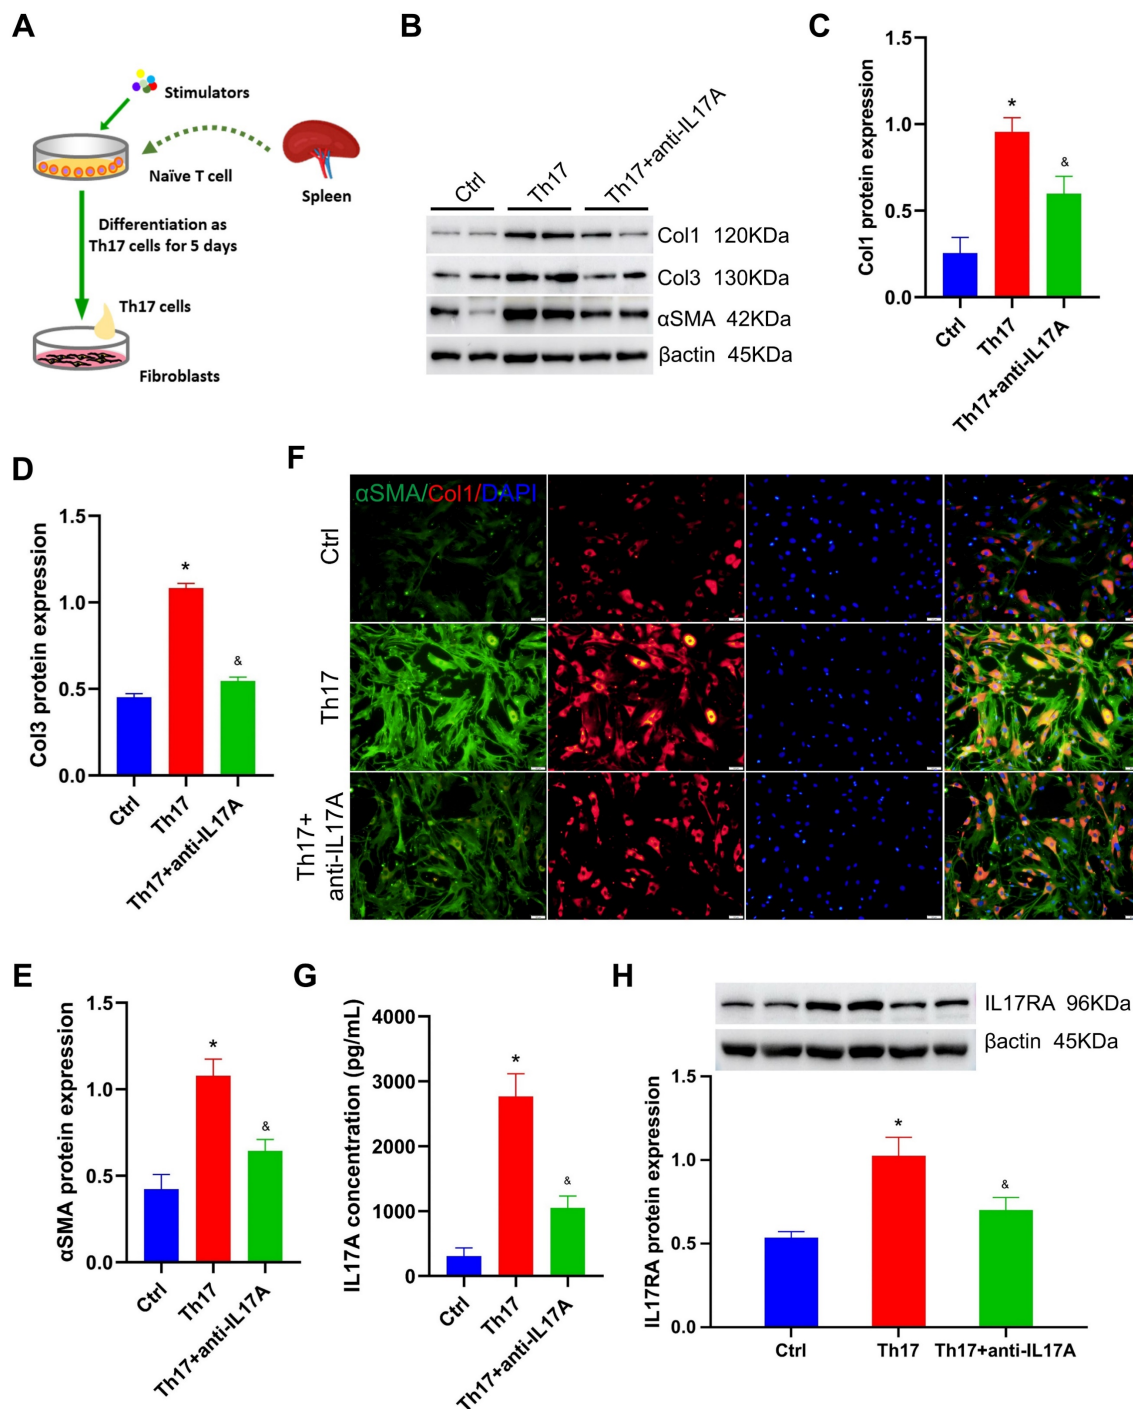 A
Stimulators
Naïve T cell
Spleen
Differentiation as
Th17 cells for 5 days
Th17 cells
Fibroblasts
B
Ctrl
Th17
Th17+anti-IL17A
Col1 120KDa
Col3 130KDa
αSMA 42KDa
βactin 45KDa
C
Col1 protein expression
1.5
1.0
0.5
0.0
Ctrl
Th17
*
&
Th17+anti-IL17A
D
Col3 protein expression
1.5
1.0
0.5
0.0
*
&
Ctrl
Th17
Th17+anti-IL17A
F
αSMA/Col1/DAPI
Ctrl
Th17
Th17+
anti-IL17A
E
αSMA protein expression
1.5
1.0
0.5
0.0
*
&
Ctrl
Th17
Th17+anti-IL17A
G
IL17A concentration (pg/mL)
4000
3000
2000
1000
0
*
&
Ctrl
Th17
Th17+anti-IL17A
H
IL17RA 96KDa
βactin 45KDa
IL17RA protein expression
1.5
1.0
0.5
0.0
*
&
Ctrl
Th17
Th17+anti-IL17A